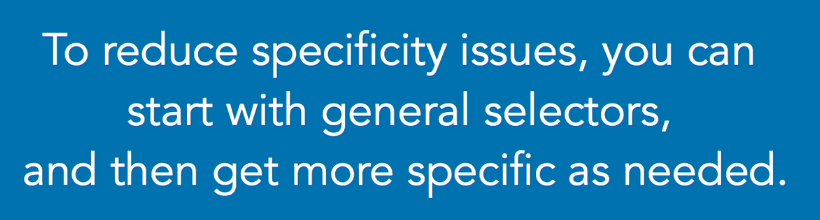 To reduce specificity issues, you can
start with general selectors,
and then get more specific as needed.